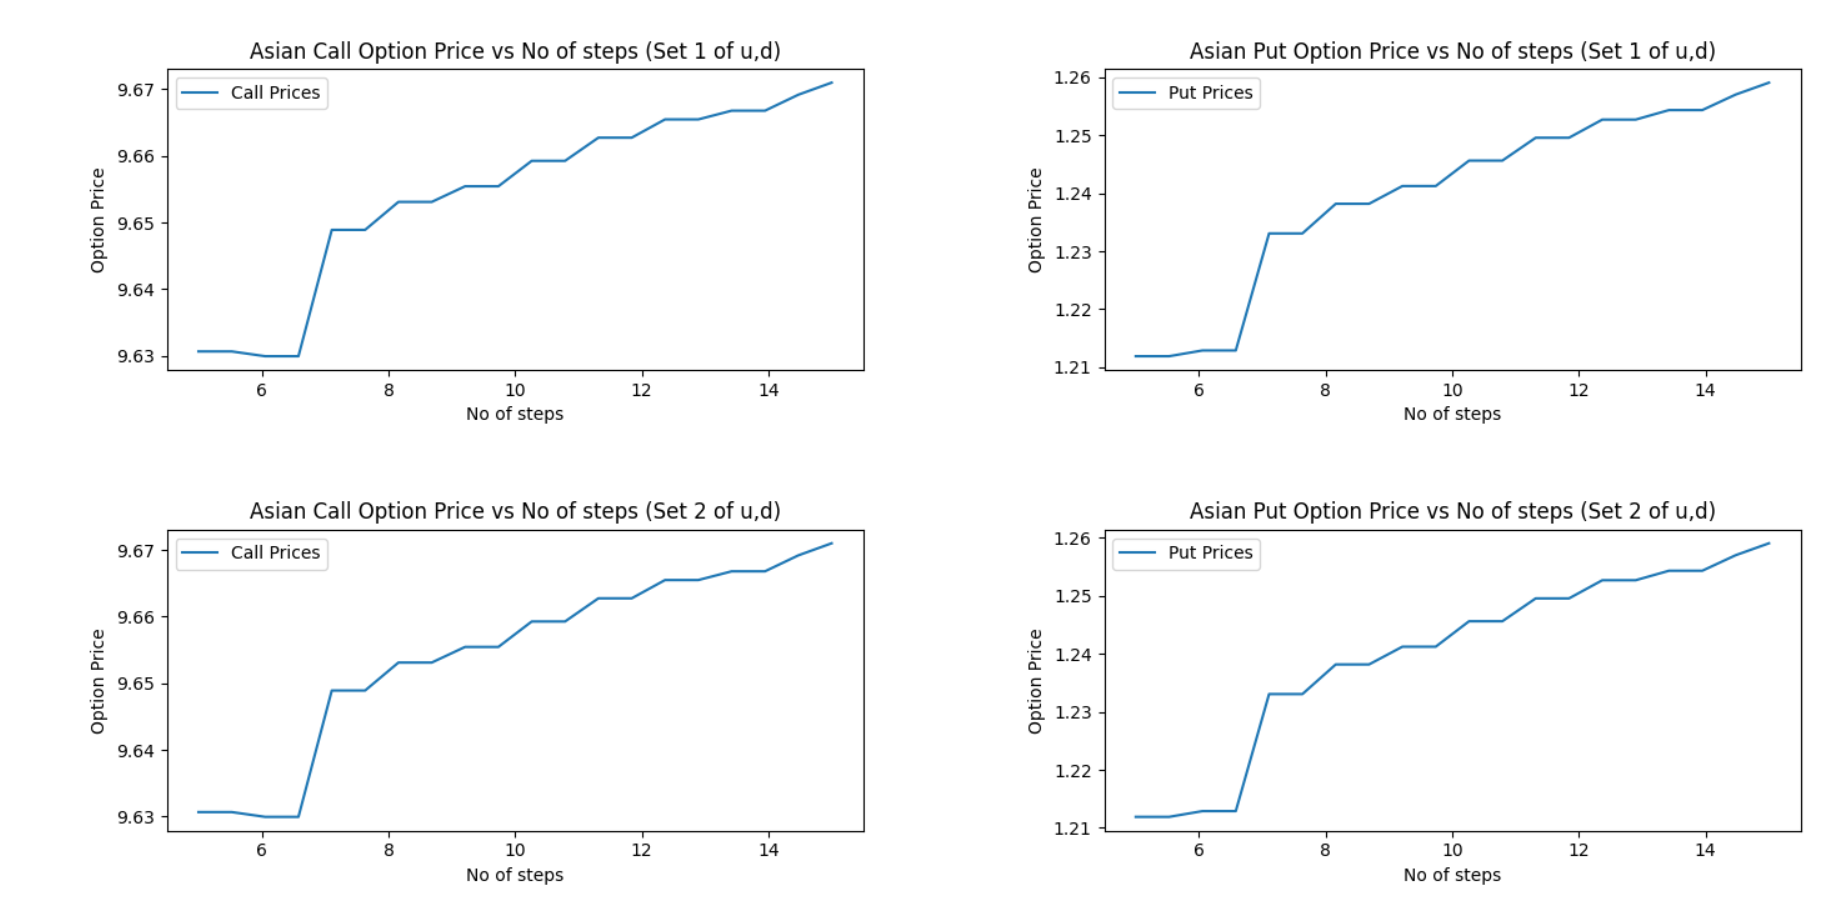 Asian Call Option Price vs No of steps (Set 1 of u,d)
Call Prices
Option Price
9.67
9.66
9.65
9.64
9.63
6 8 10 12 14
No of steps
Asian Put Option Price vs No of steps (Set 1 of u,d)
Put Prices
Option Price
1.26
1.25
1.24
1.23
1.22
1.21
6 8 10 12 14
No of steps
Asian Call Option Price vs No of steps (Set 2 of u,d)
Call Prices
Option Price
9.67
9.66
9.65
9.64
9.63
6 8 10 12 14
No of steps
Asian Put Option Price vs No of steps (Set 2 of u,d)
Put Prices
Option Price
1.26
1.25
1.24
1.23
1.22
1.21
6 8 10 12 14
No of steps